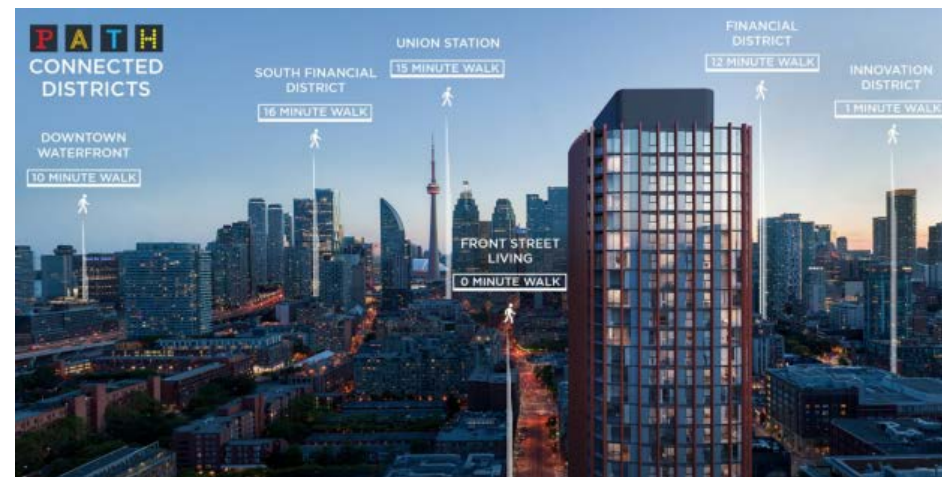 PATH
CONNECTED
DISTRICTS
DOWNTOWN
WATERFRONT
10 MINUTE WALK
SOUTH FINANCIAL
DISTRICT
16 MINUTE WALK
UNION STATION
15 MINUTE WALK
FRONT STREET
LIVING
0 MINUTE WALK
FINANCIAL
DISTRICT
12 MINUTE WALK
INNOVATION
DISTRICT
1 MINUTE WALK